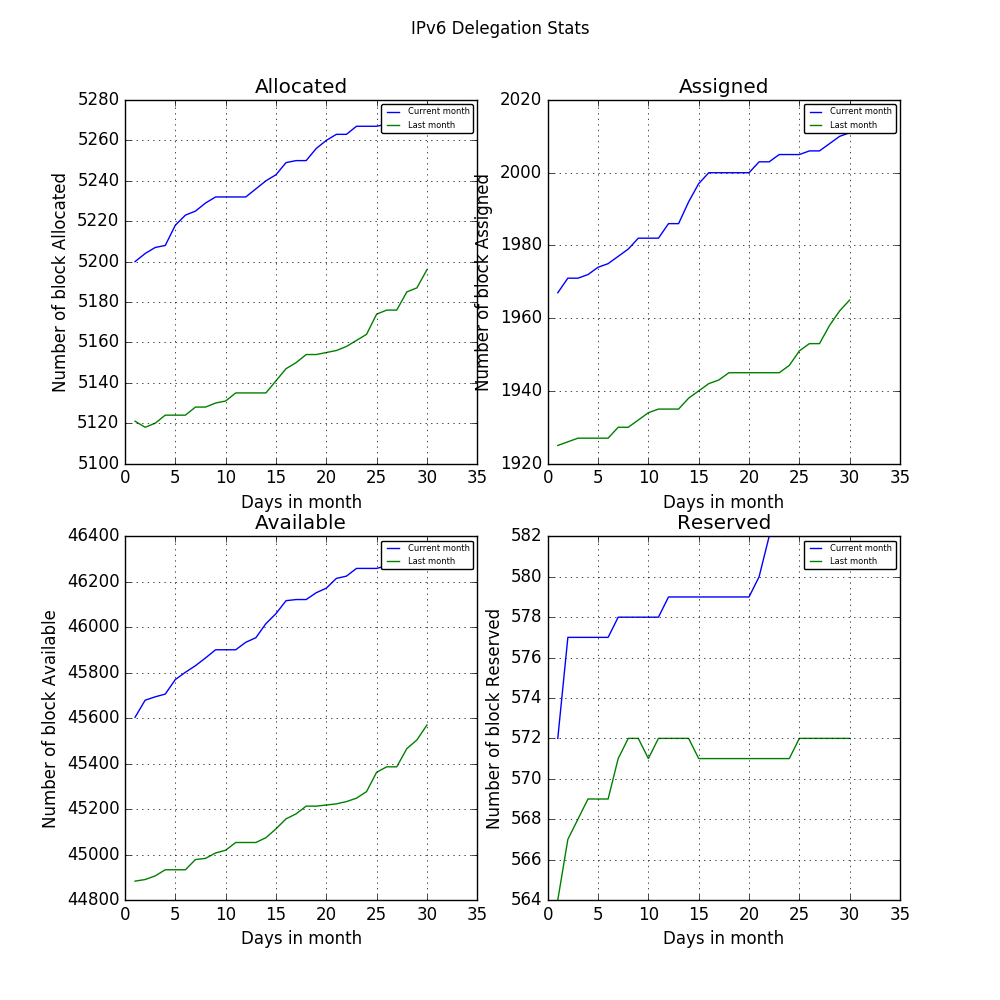 IPv6 Delegation Stats
Allocated
Number of block Allocated
5280
5260
5240
5220
5200
5180
5160
5140
5120
5100
Current month
Last month
0 5 10 15 20 25 30 35
Days in month
Assigned
Number of block Assigned
2020
2000
1980
1960
1940
1920
Current month
Last month
0 5 10 15 20 25 30 35
Days in month
Available
Number of block Available
46400
46200
46000
45800
45600
45400
45200
45000
44800
Current month
Last month
0 5 10 15 20 25 30 35
Days in month
Reserved
Number of block Reserved
582
580
578
576
574
572
570
568
566
564
Current month
Last month
0 5 10 15 20 25 30 35
Days in month